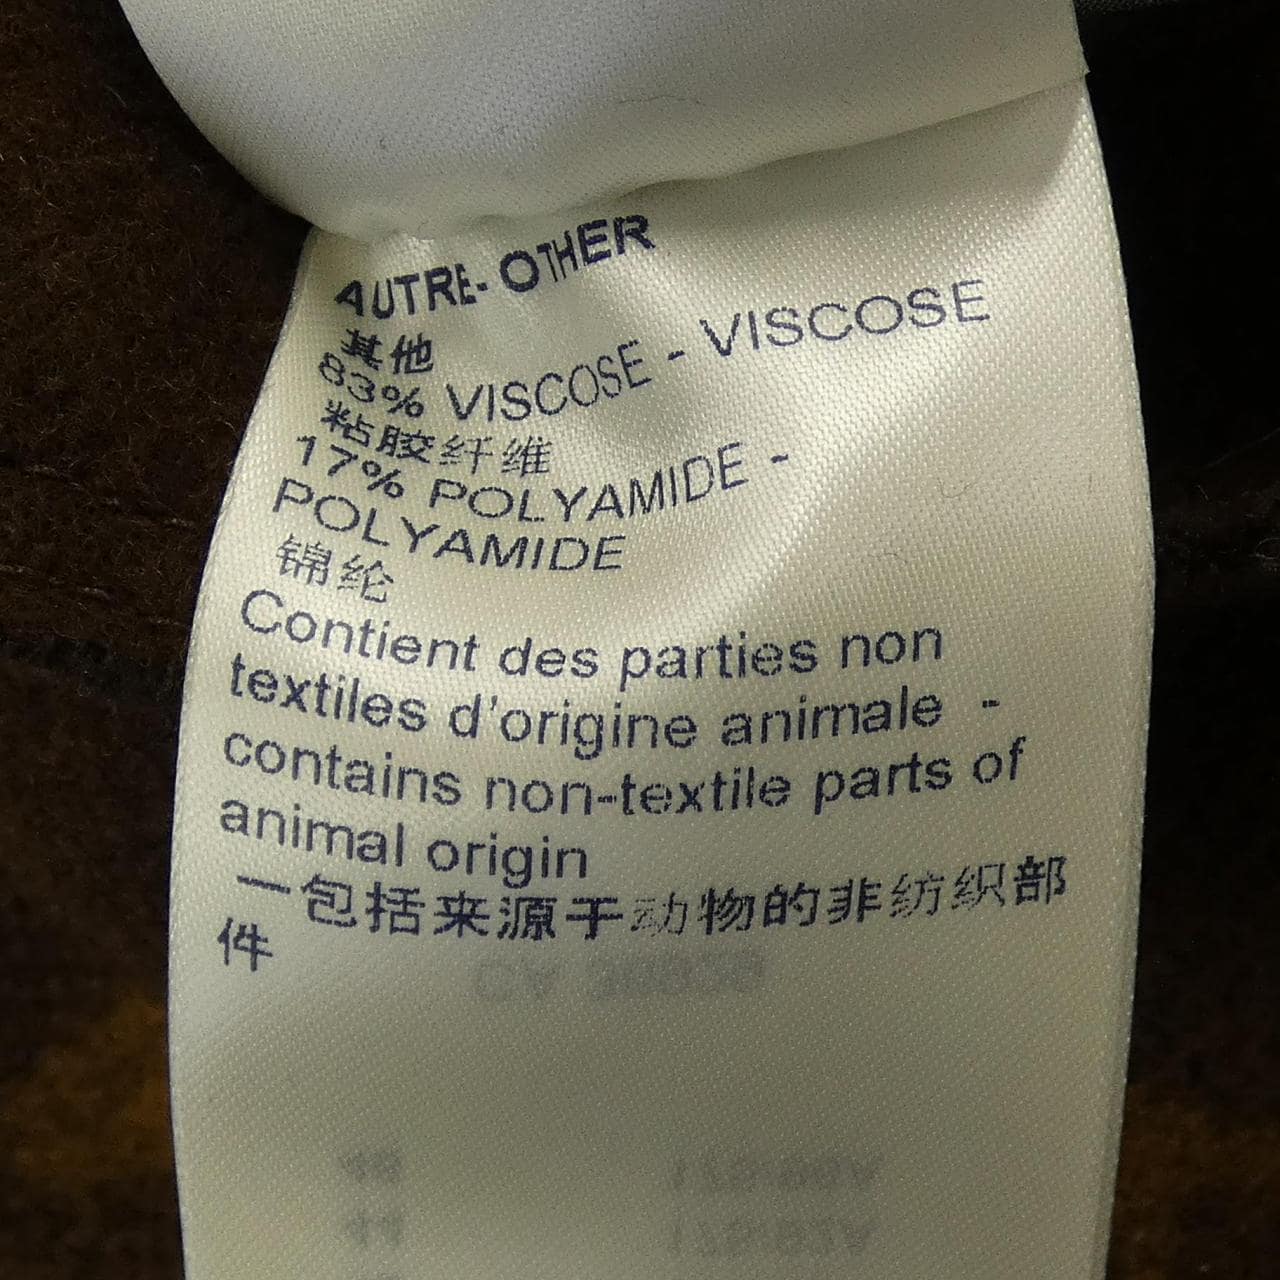 AUTRE- OTHER
其他
83% VISCOSE - VISCOSE
粘胶纤维
17% POLYAMIDE -
POLYAMIDE
锦纶
Contient des parties non
textiles d'origine animale -
contains non-textile parts of
animal origin
一包括来源于动物的非纺织部
件